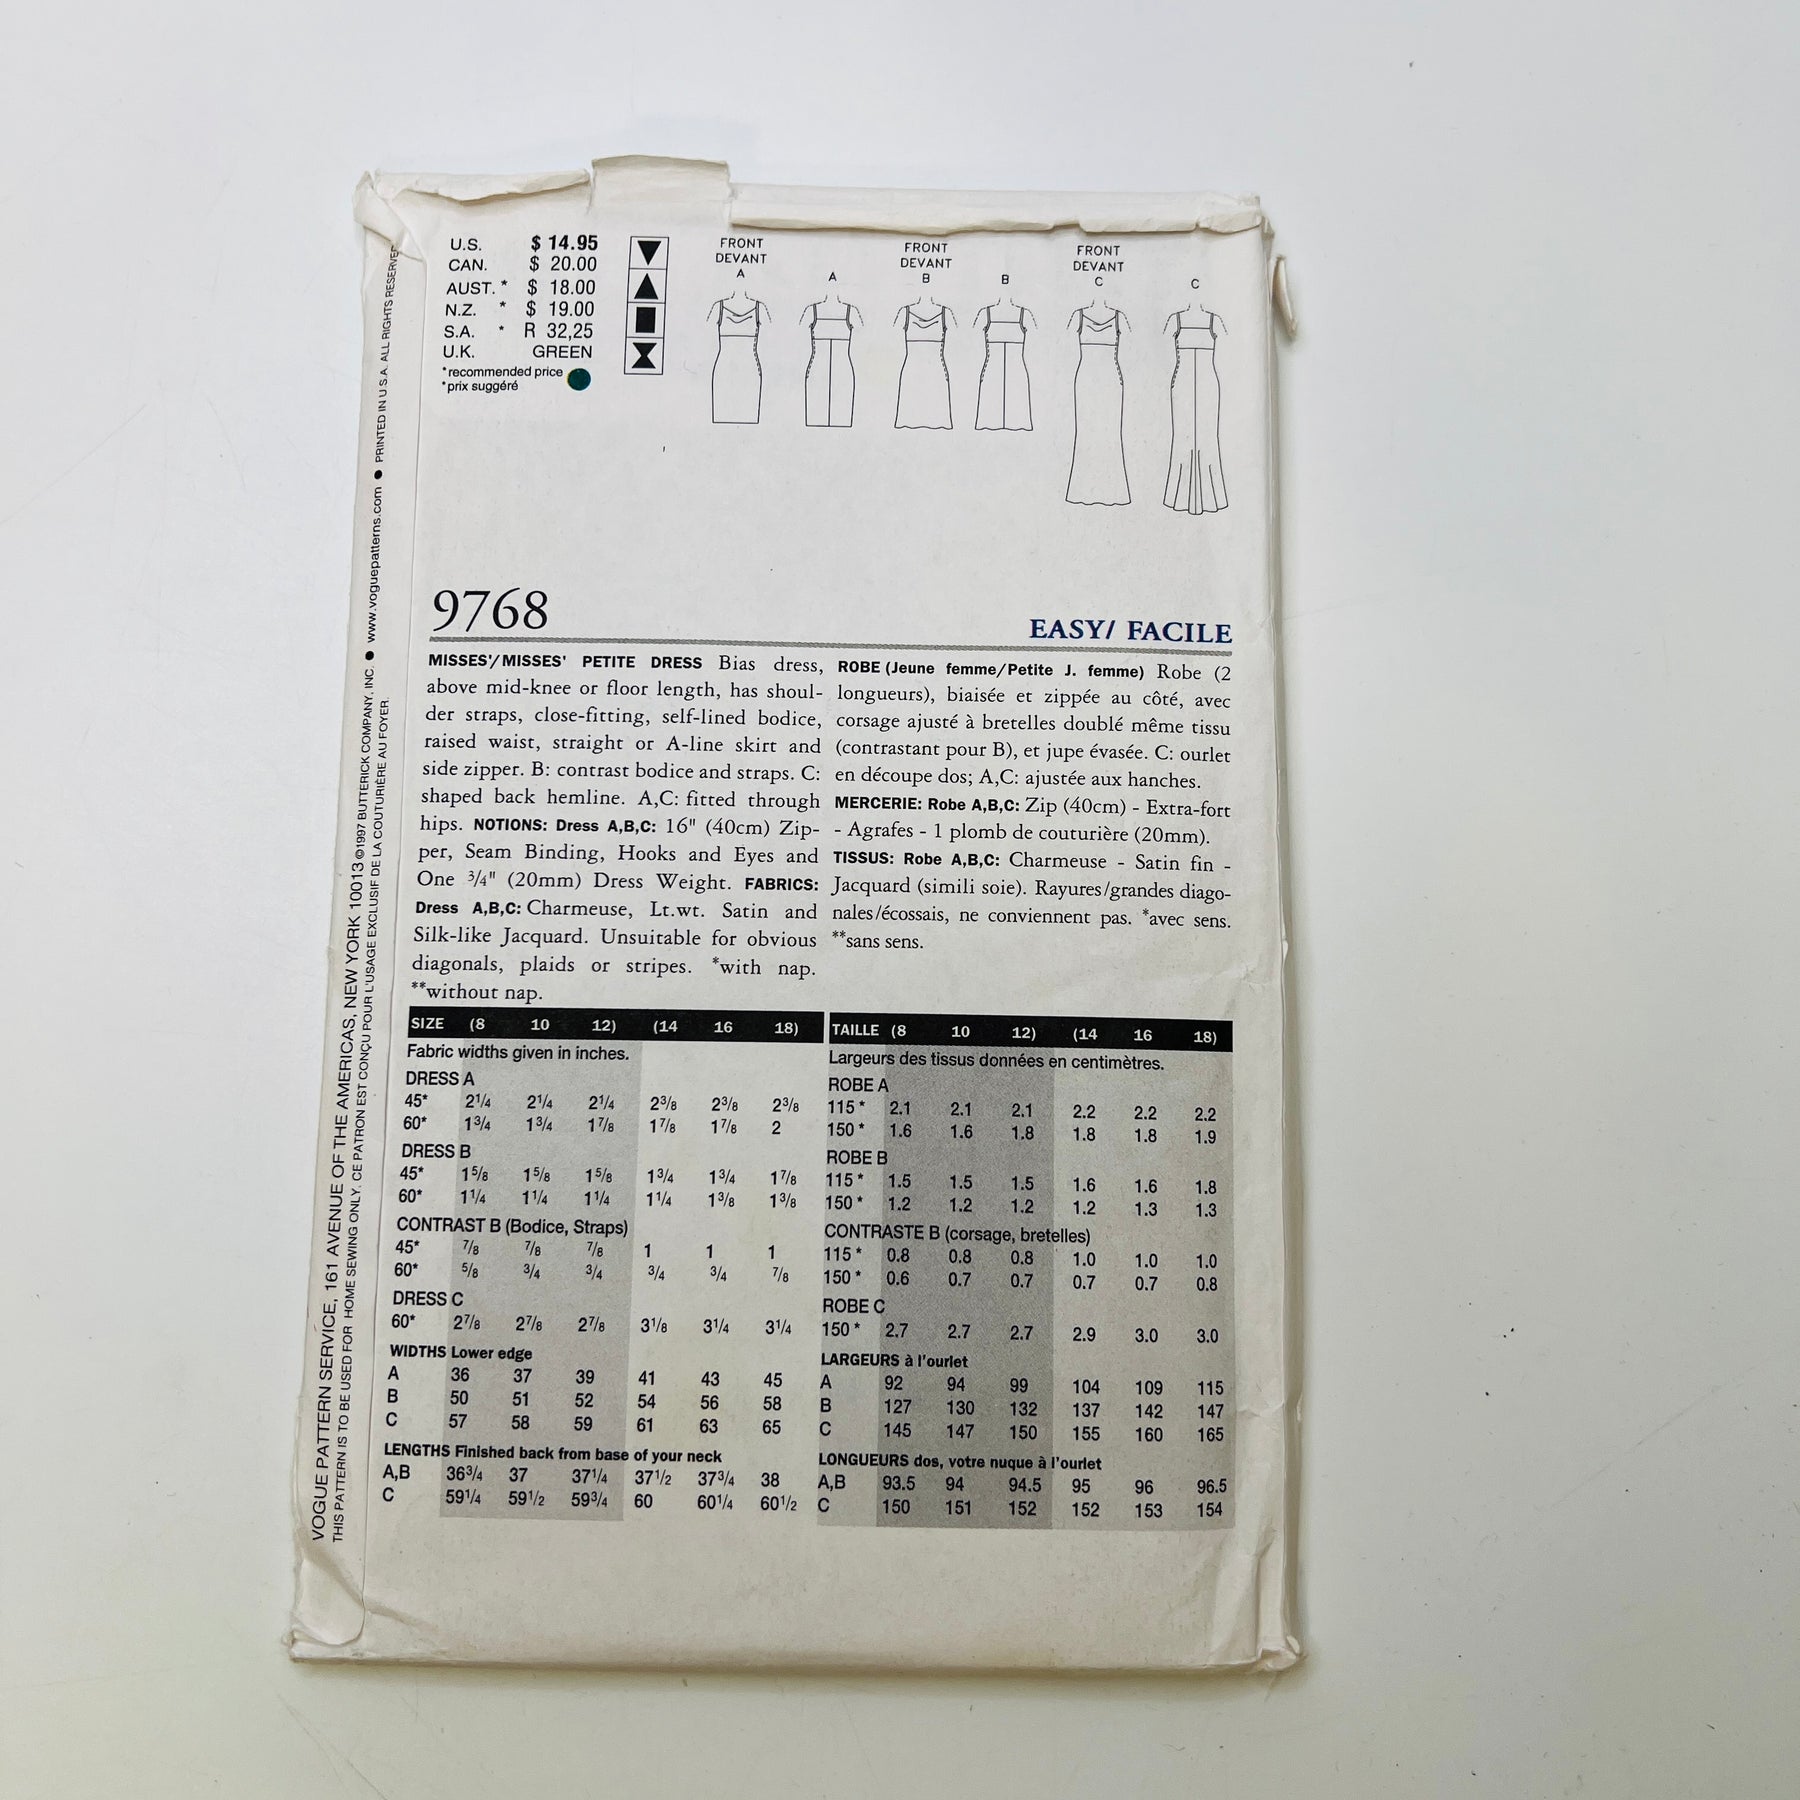 U.S. $ 14.95
CAN. $ 20.00
AUST. * $ 18.00
N.Z. * $ 19.00
S.A. * R 32,25
U.K. GREEN
*recommended price
*prix suggéré
FRONT
DEVANT
A
A
FRONT
DEVANT
B
B
FRONT
DEVANT
C
C
9768
EASY/ FACILE
MISSES'/MISSES' PETITE DRESS Bias dress,
above mid-knee or floor length, has shoul-
der straps, close-fitting, self-lined bodice,
raised waist, straight or A-line skirt and
side zipper. B: contrast bodice and straps. C:
shaped back hemline. A,C: fitted through
hips. NOTIONS: Dress A,B,C: 16" (40cm) Zip-
per, Seam Binding, Hooks and Eyes and
One 3/4" (20mm) Dress Weight. FABRICS:
Dress A,B,C: Charmeuse, Lt.wt. Satin and
Silk-like Jacquard. Unsuitable for obvious
diagonals, plaids or stripes. *with nap.
**without nap.
ROBE (Jeune femme/Petite J. femme) Robe (2
longueurs), biaisée et zippée au côté, avec
corsage ajusté à bretelles doublé même tissu
(contrastant pour B), et jupe évasée. C: ourlet
en découpe dos; A,C: ajustée aux hanches.
MERCERIE: Robe A,B,C: Zip (40cm) - Extra-fort
- Agrafes - 1 plomb de couturière (20mm).
TISSUS: Robe A,B,C: Charmeuse - Satin fin -
Jacquard (simili soie). Rayures/grandes diago-
nales/écossais, ne conviennent pas. *avec sens.
**sans sens.
SIZE (8 10 12) (14 16 18)
Fabric widths given in inches.
DRESS A
45* 2 1/4 2 1/4 2 1/4 2 3/8 2 3/8 2 3/8
60* 1 3/4 1 3/4 1 7/8 1 7/8 1 7/8 2
DRESS B
45* 1 5/8 1 5/8 1 5/8 1 3/4 1 3/4 1 7/8
60* 1 1/4 1 1/4 1 1/4 1 1/4 1 3/8 1 3/8
CONTRAST B (Bodice, Straps)
45* 7/8 7/8 7/8 1 1 1
60* 5/8 3/4 3/4 3/4 3/4 7/8
DRESS C
60* 2 7/8 2 7/8 2 7/8 3 1/8 3 1/4 3 1/4
WIDTHS Lower edge
A 36 37 39 41 43 45
B 50 51 52 54 56 58
C 57 58 59 61 63 65
LENGTHS Finished back from base of your neck
A,B 36 3/4 37 37 1/4 37 1/2 37 3/4 38
C 59 1/4 59 1/2 59 3/4 60 60 1/4 60 1/2
TAILLE (8 10 12) (14 16 18)
Largeurs des tissus données en centimètres.
ROBE A
115 * 2.1 2.1 2.1 2.2 2.2 2.2
150 * 1.6 1.6 1.8 1.8 1.8 1.9
ROBE B
115 * 1.5 1.5 1.5 1.6 1.6 1.8
150 * 1.2 1.2 1.2 1.2 1.3 1.3
CONTRASTE B (corsage, bretelles)
115 * 0.8 0.8 0.8 1.0 1.0 1.0
150 * 0.6 0.7 0.7 0.7 0.7 0.8
ROBE C
150 * 2.7 2.7 2.7 2.9 3.0 3.0
LARGEURS à l'ourlet
A 92 94 99 104 109 115
B 127 130 132 137 142 147
C 145 147 150 155 160 165
LONGUEURS dos, votre nuque à l'ourlet
A,B 93.5 94 94.5 95 96 96.5
C 150 151 152 152 153 154
VOGUE PATTERN SERVICE, 161 AVENUE OF THE AMERICAS, NEW YORK 10013 ©1997 BUTTERICK COMPANY, INC. ● www.voguepatterns.com ● PRINTED IN U.S.A. ALL RIGHTS RESERVED
THIS PATTERN IS TO BE USED FOR HOME SEWING ONLY. CE PATRON EST CONÇU POUR L'USAGE EXCLUSIF DE LA COUTURIÈRE AU FOYER.